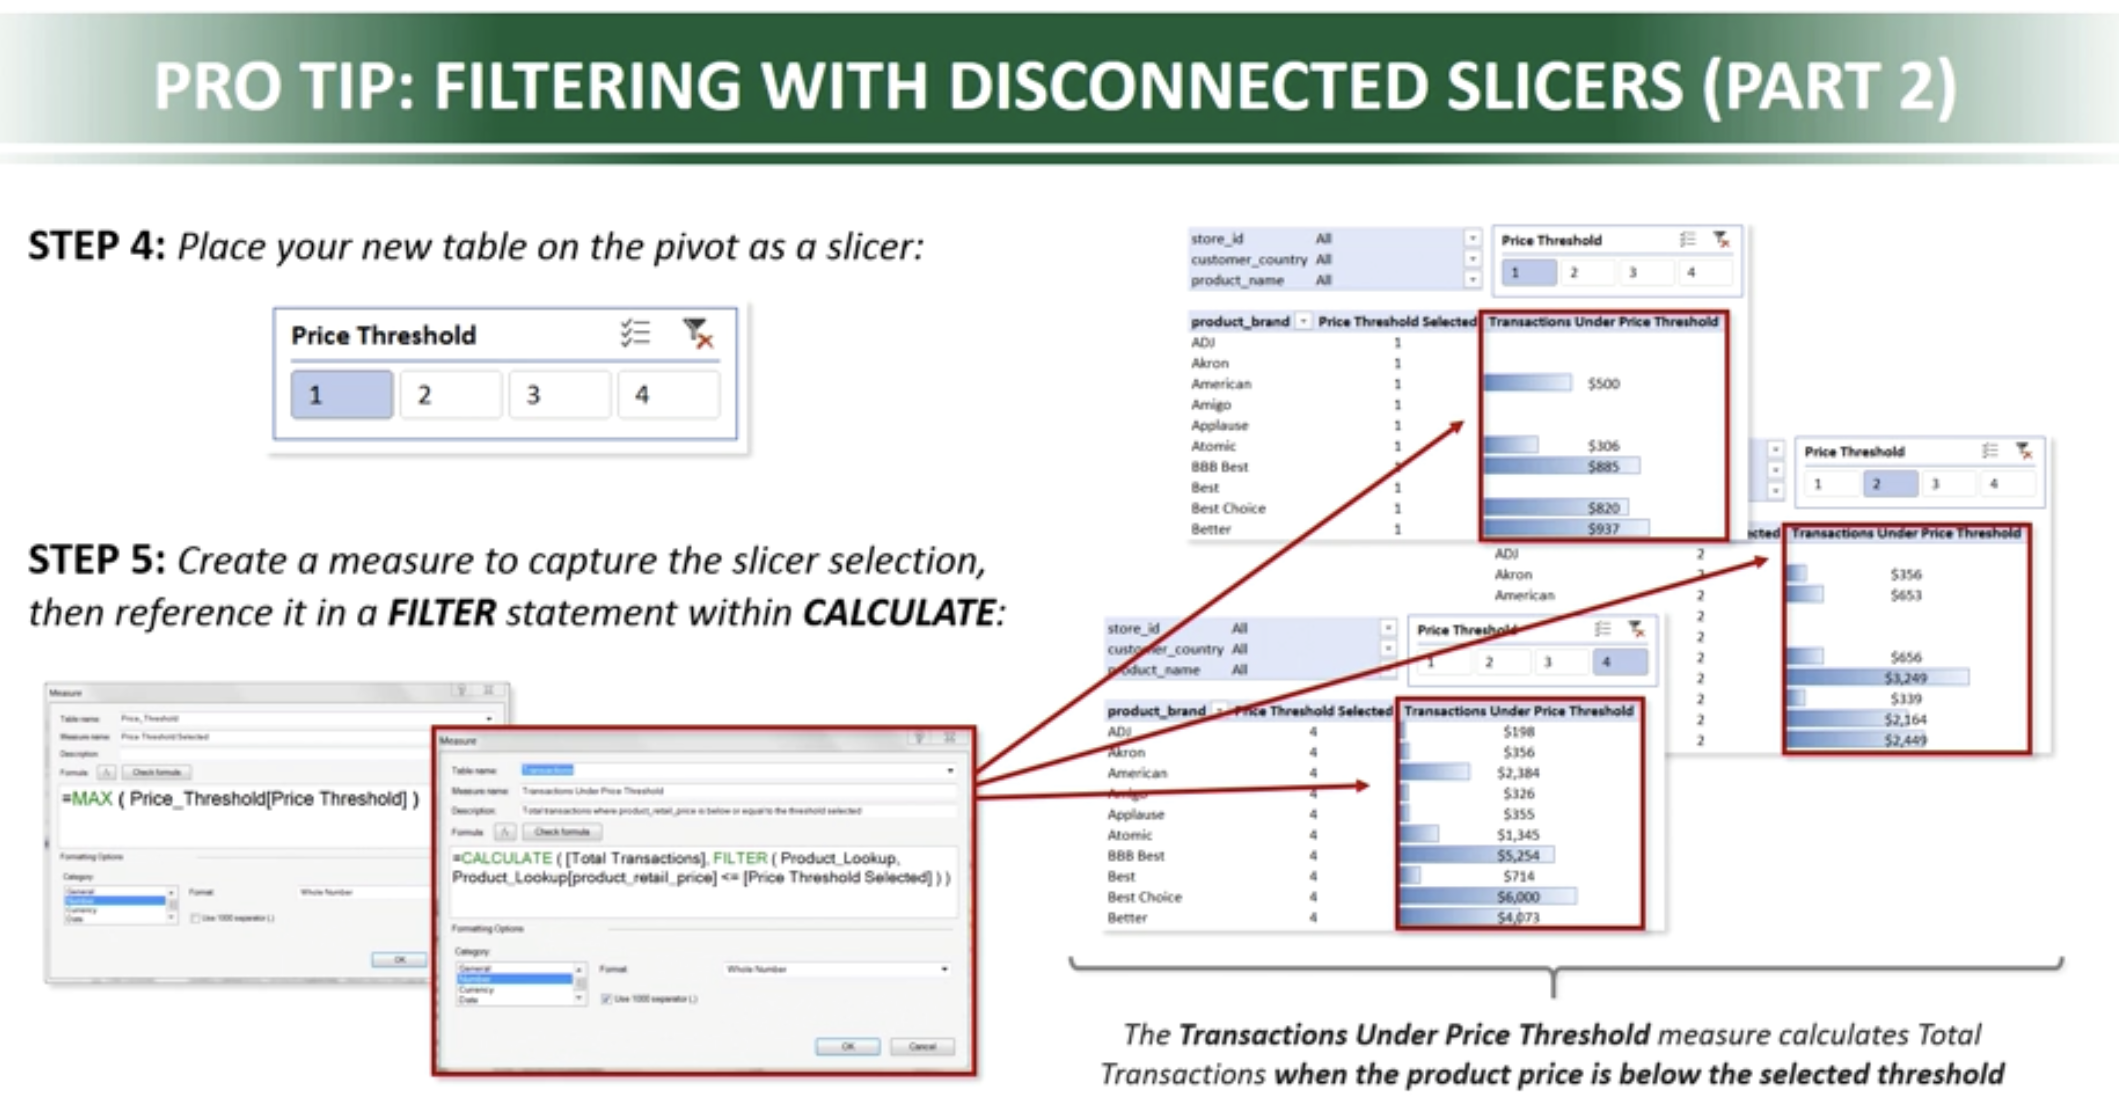 PRO TIP: FILTERING WITH DISCONNECTED SLICERS (PART 2)
STEP 4: Place your new table on the pivot as a slicer:
Price Threshold
1 2 3 4
STEP 5: Create a measure to capture the slicer selection,
then reference it in a FILTER statement within CALCULATE:
Measure
Table name: Price_Threshold
Measure name: Price Threshold Selected
Description:
Formula: fx Check formula
=MAX ( Price_Threshold[Price Threshold] )
Formatting Options
Category:
General
Number
Currency
Date
Format: Whole Number
Use 1000 separator (,)
OK
Measure
Table name: Transactions
Measure name: Transactions Under Price Threshold
Description: Total transactions where product_retail_price is below or equal to the threshold selected
Formula: fx Check formula
=CALCULATE ( [Total Transactions], FILTER ( Product_Lookup,
Product_Lookup[product_retail_price] <= [Price Threshold Selected] ) )
Formatting Options
Category:
General
Number
Currency
Date
Format: Whole Number
Use 1000 separator (,)
OK Cancel
store_id All
customer_country All
product_name All
Price Threshold
1 2 3 4
product_brand Price Threshold Selected Transactions Under Price Threshold
ADJ 1
Akron 1
American 1 $500
Amigo 1
Applause 1
Atomic 1 $306
BBB Best $885
Best 1
Best Choice 1 $820
Better 1 $937
Price Threshold
1 2 3 4
ected Transactions Under Price Threshold
ADJ 2
Akron 2 $356
American 2 $653
2
2
2 $656
2 $3,249
2 $339
2 $2,164
2 $2,449
store_id All
customer_country All
product_name All
Price Threshold
1 2 3 4
product_brand Price Threshold Selected Transactions Under Price Threshold
ADJ 4 $198
Akron 4 $356
American 4 $2,384
Amigo 4 $326
Applause 4 $355
Atomic 4 $1,345
BBB Best 4 $5,254
Best 4 $714
Best Choice 4 $6,000
Better 4 $4,073
The Transactions Under Price Threshold measure calculates Total
Transactions when the product price is below the selected threshold